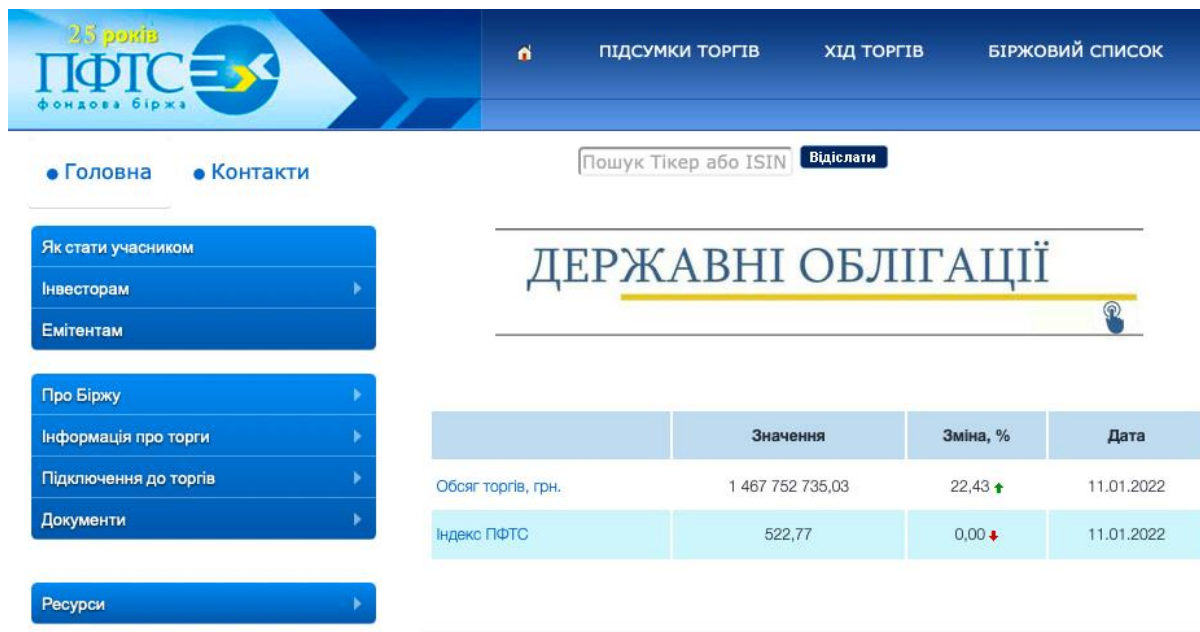 25 років
ПФТС
фондова біржа
ПІДСУМКИ ТОРГІВ ХІД ТОРГІВ БІРЖОВИЙ СПИСОК
Головна Контакти
Пошук Тікер або ISIN Відіслати
Як стати учасником
Інвесторам
Емітентам
ДЕРЖАВНІ ОБЛІГАЦІЇ
Про Біржу
Інформація про торги
Підключення до торгів
Документи
Ресурси
Значення Зміна, % Дата
Обсяг торгів, грн. 1 467 752 735,03 22,43 11.01.2022
Індекс ПФТС 522,77 0,00 11.01.2022